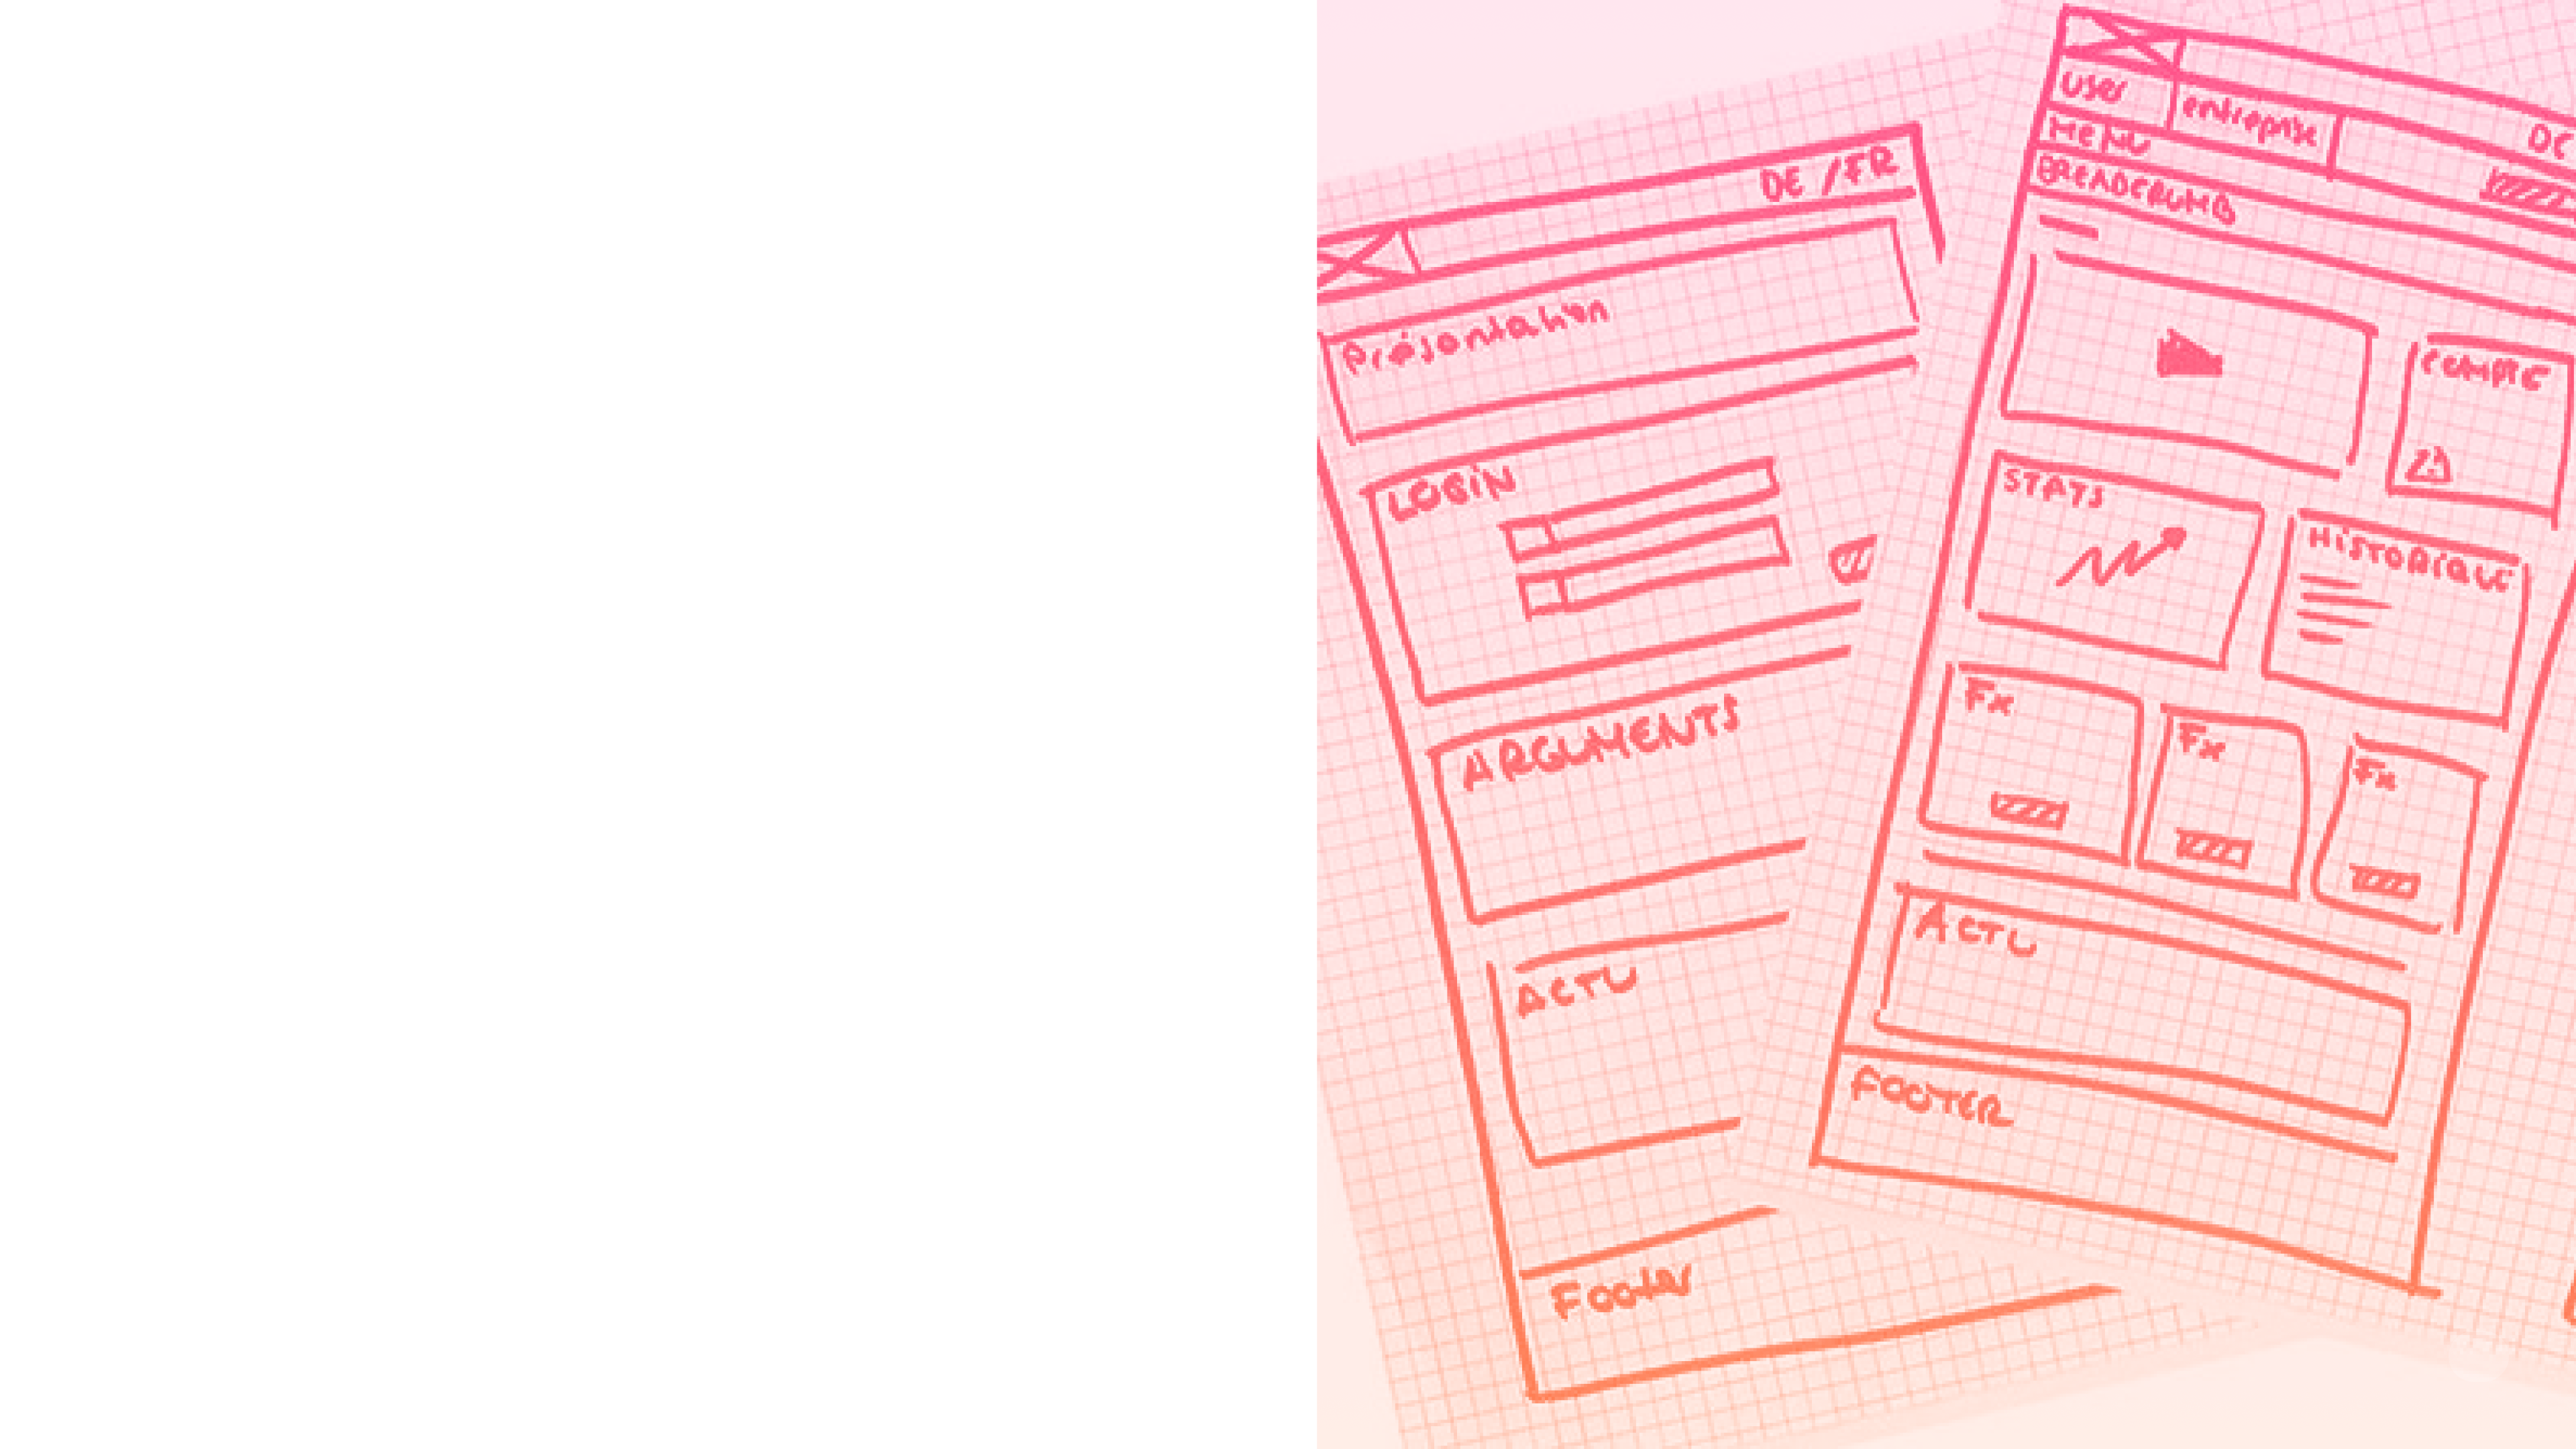 DE / FR
Présentation
LOGIN
ARGUMENTS
ACTU
Footer
User
entreprise
DE
MENU
BREADCRUMB
COMPTE
STATS
HISTORIQUE
Fx
Fx
Fx
ACTU
FOOTER